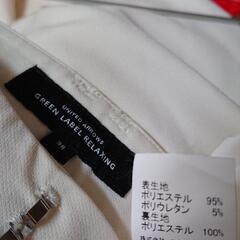 UNITED ARROWS
GREEN LABEL RELAXING
38
表生地
ポリエステル 95%
ポリウレタン 5%
裏生地
ポリエステル 100%